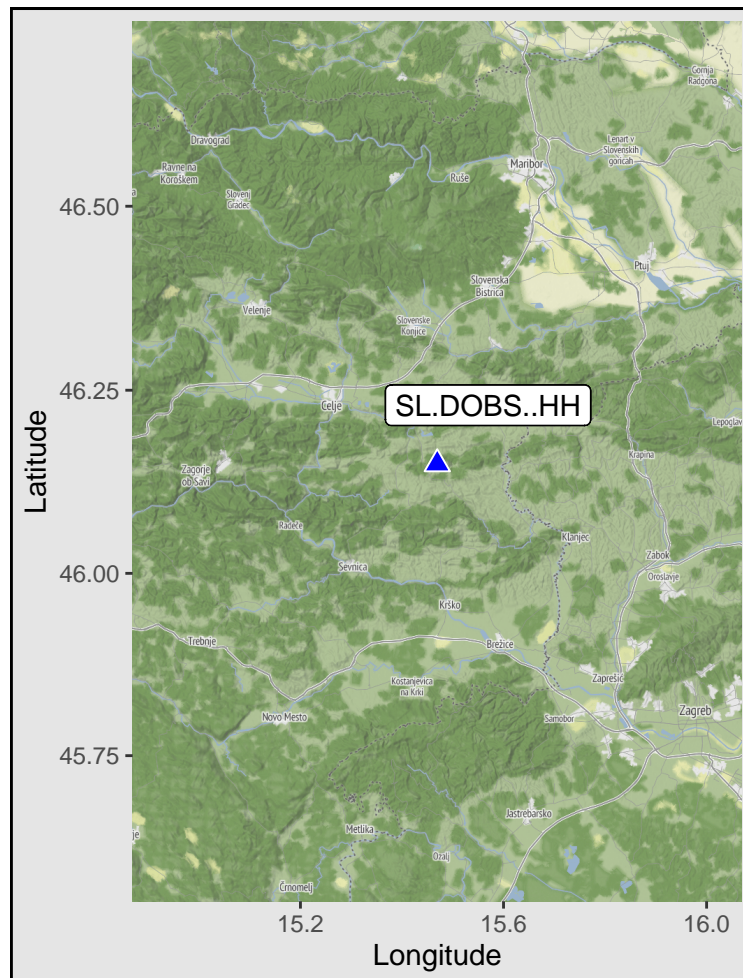 Gornja
Radgona
Dravograd
Lenart v
Slovenskih
goricah
Maribor
Ravne na
Koroškem
Ruše
Slovenj
Gradec
46.50
Ptuj
Slovenska
Bistrica
Velenje
Slovenske
Konjice
46.25
Celje
SL.DOBS..HH
Lepoglav
Krapina
Zagorje
ob Savi
Latitude
Radeče
Klanjec
Zabok
46.00
Sevnica
Oroslavje
Krško
Trebnje
Brežice
Kostanjevica
na Krki
Zaprešić
Novo Mesto
Samobor
Zagreb
45.75
Jastrebarsko
Metlika
je
Ozalj
Črnomelj
15.2
15.6
16.0
Longitude